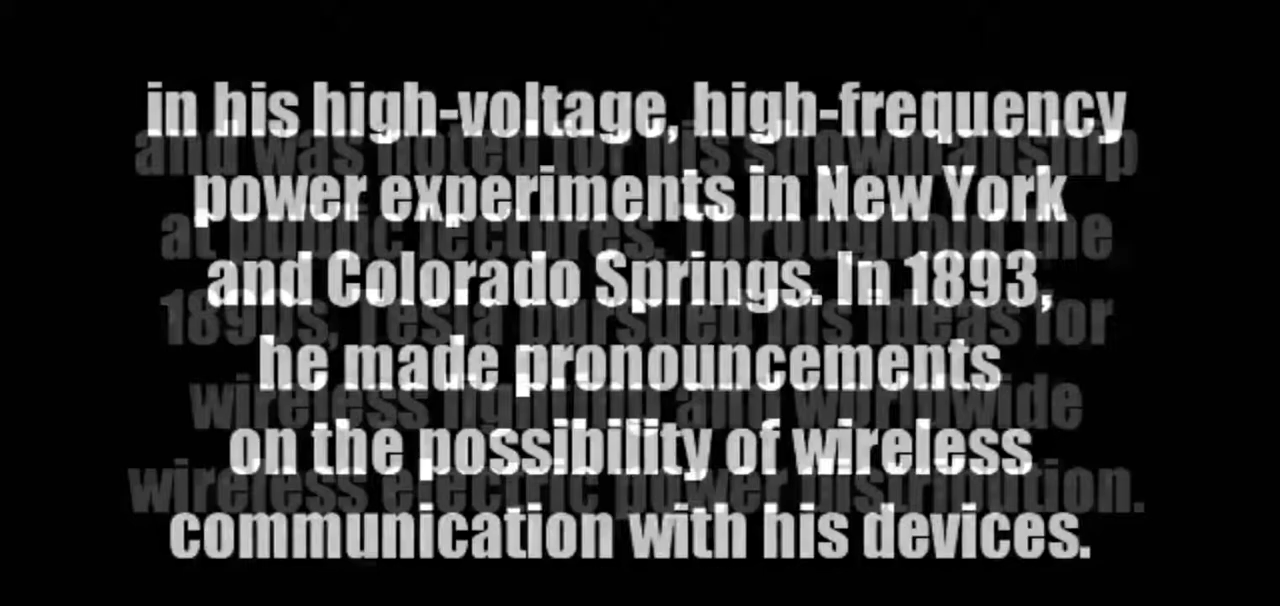 in his high-voltage, high-frequency
power experiments in New York
and Colorado Springs. In 1893,
he made pronouncements
on the possibility of wireless
communication with his devices.
and was noted for his showmanship
at public lectures. Throughout the
1890s, Tesla pursued his ideas for
wireless lighting and worldwide
wireless electric power distribution.